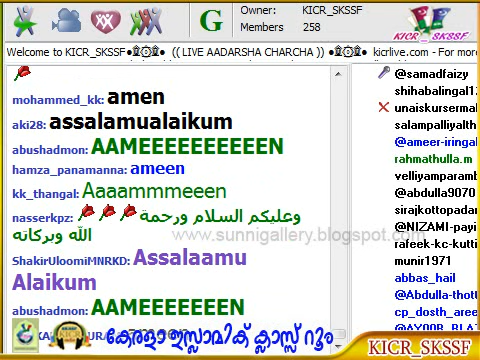 Owner: KICR_SKSSF
Members 258
G
KICR_SKSSF
Welcome to KICR_SKSSF●۩۞۩● ((LIVE AADARSHA CHARCHA )) ●۩۞۩● kicrlive.com - For more
mohammed_kk: amen
aki28: assalamualaikum
abushadmon: AAMEEEEEEEEEEN
hamza_panamanna: ameen
kk_thangal: Aaaammmeeen
nasserkpz: وعليكم السلام ورحمة
الله وبركاته
www.sunnigallery.blogspot.com
ShakirUloomiMNRKD: Assalaamu
Alaikum
abushadmon: AAMEEEEEEEN
കേരളാ ഇസ്ലാമിക് ക്ലാസ്സ് റൂം
@samadfaizy
shihabalingal1
unaiskursermal
salampalliyalth
@ameer-iringal
rahmathulla.m
velliyamparamb
@abdulla9070
sirajkottopadar
@NIZAMI-payi
rafeek-kc-kutti
munir1971
abbas_hail
@Abdulla-thott
cp_dosth_aree
@AYOOB_RLA
KICR_SKSSF